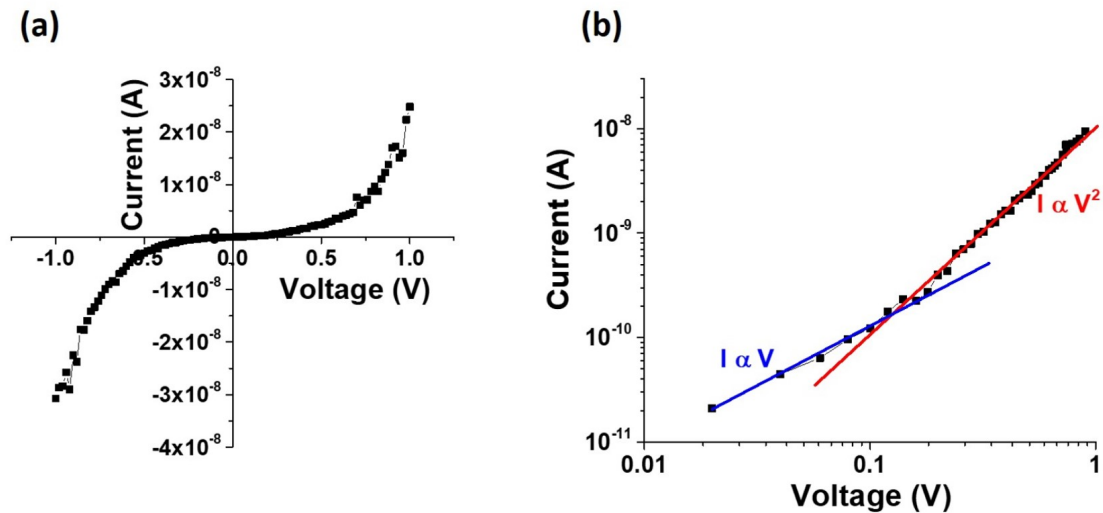 (a)
Current (A)
3x10-8
2x10-8
1x10-8
0
-1x10-8
-2x10-8
-3x10-8
-4x10-8
-1.0
-0.5
0.0
0.5
1.0
Voltage (V)
(b)
Current (A)
10-8
10-9
10-10
10-11
0.01
0.1
1
Voltage (V)
I α V
I α V2